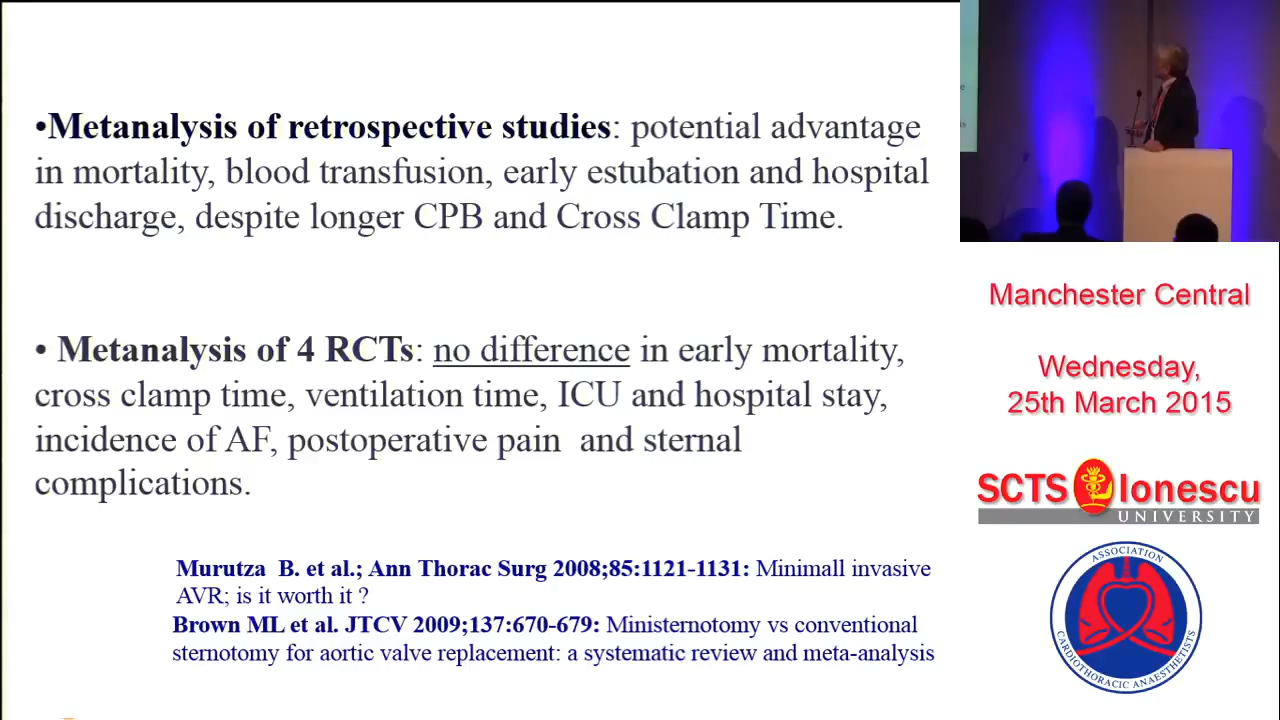 •Metanalysis of retrospective studies: potential advantage
in mortality, blood transfusion, early estubation and hospital
discharge, despite longer CPB and Cross Clamp Time.
• Metanalysis of 4 RCTs: no difference in early mortality,
cross clamp time, ventilation time, ICU and hospital stay,
incidence of AF, postoperative pain and sternal
complications.
Murutza B. et al.; Ann Thorac Surg 2008;85:1121-1131: Minimall invasive
AVR; is it worth it ?
Brown ML et al. JTCV 2009;137:670-679: Ministernotomy vs conventional
sternotomy for aortic valve replacement: a systematic review and meta-analysis
Manchester Central
Wednesday,
25th March 2015
SCTS Ionescu
UNIVERSITY
ASSOCIATION
CARDIOTHORACIC ANAESTHETISTS